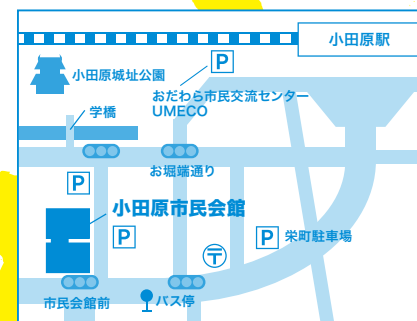 小田原駅
P
小田原城址公園
おだわら市民交流センター
UMECO
学橋
お堀端通り
P
小田原市民会館
P
〒
P 栄町駐車場
市民会館前
バス停